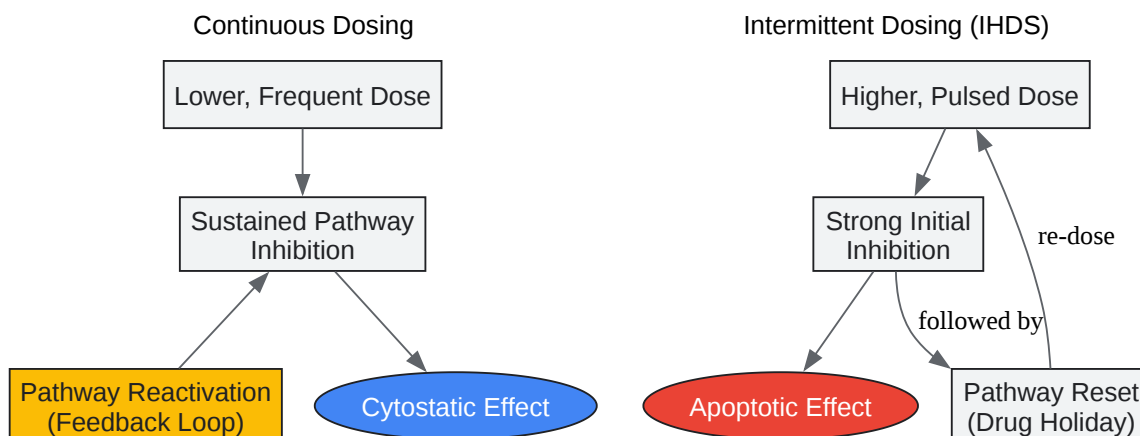 Continuous Dosing
Intermittent Dosing (IHDS)
Lower, Frequent Dose
Higher, Pulsed Dose
Sustained Pathway
Inhibition
Strong Initial
Inhibition
re-dose
followed by
Pathway Reactivation
(Feedback Loop)
Cytostatic Effect
Apoptotic Effect
Pathway Reset
(Drug Holiday)